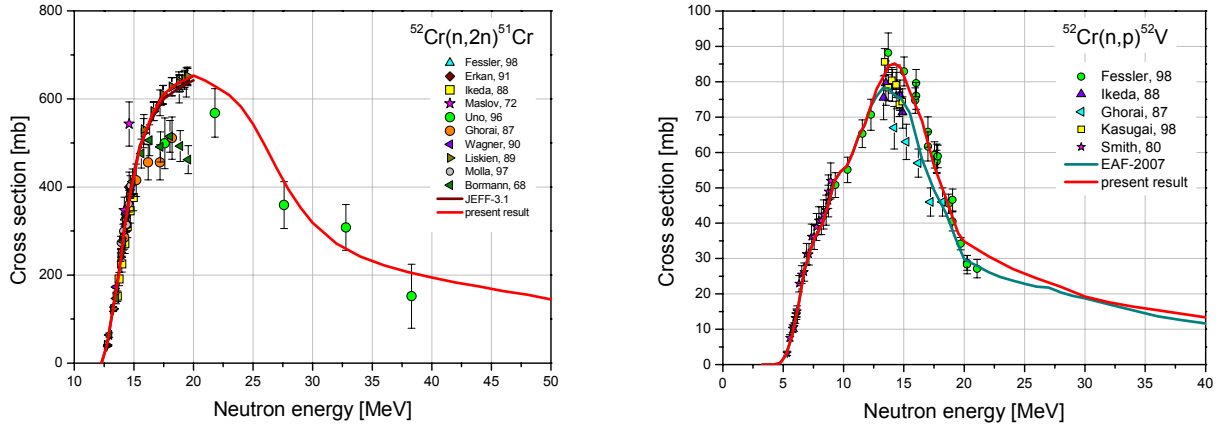 ⁵²Cr(n,2n)⁵¹Cr
Fessler, 98
Erkan, 91
Ikeda, 88
Maslov, 72
Uno, 96
Ghorai, 87
Wagner, 90
Liskien, 89
Molla, 97
Bormann, 68
JEFF-3.1
present result
Cross section [mb]
800
600
400
200
0
10 15 20 25 30 35 40 45 50
Neutron energy [MeV]
⁵²Cr(n,p)⁵²V
Fessler, 98
Ikeda, 88
Ghorai, 87
Kasugai, 98
Smith, 80
EAF-2007
present result
Cross section [mb]
100
90
80
70
60
50
40
30
20
10
0
0 5 10 15 20 25 30 35 40
Neutron energy [MeV]